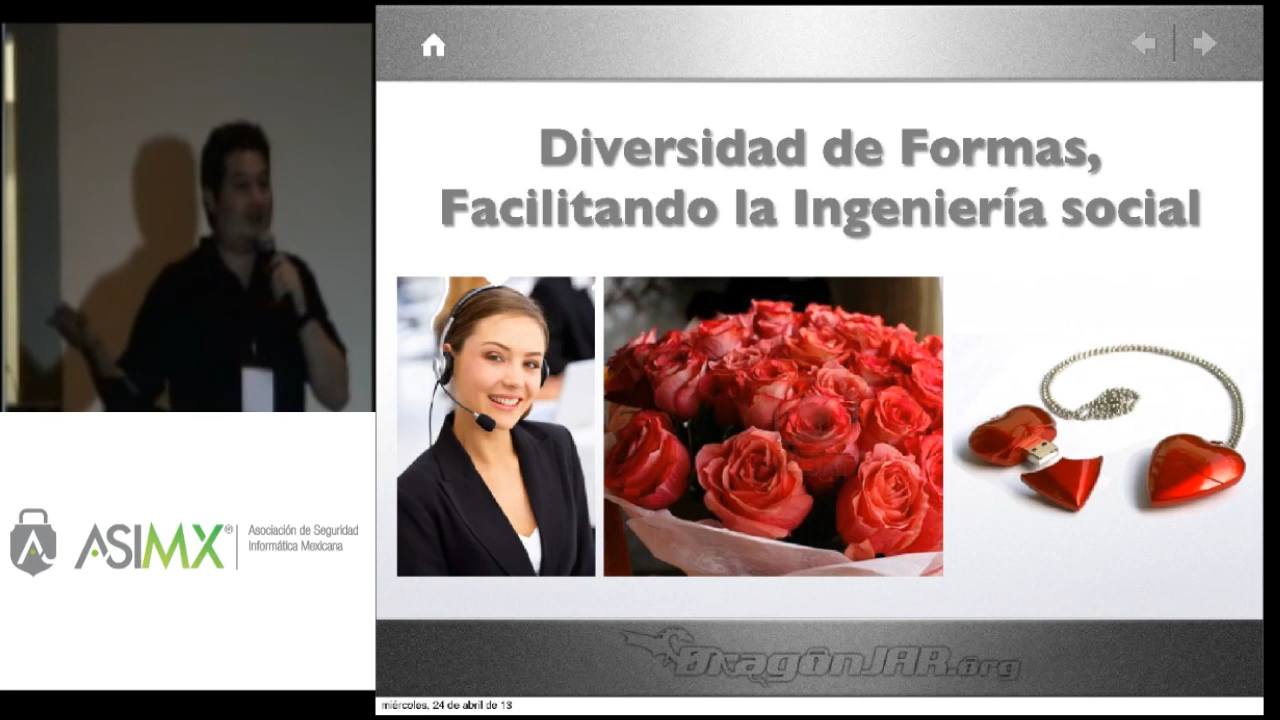 Diversidad de Formas,
Facilitando la Ingeniería social
ASIMX®
Asociación de Seguridad
Informática Mexicana
DragonJAR.org
miércoles, 24 de abril de 13